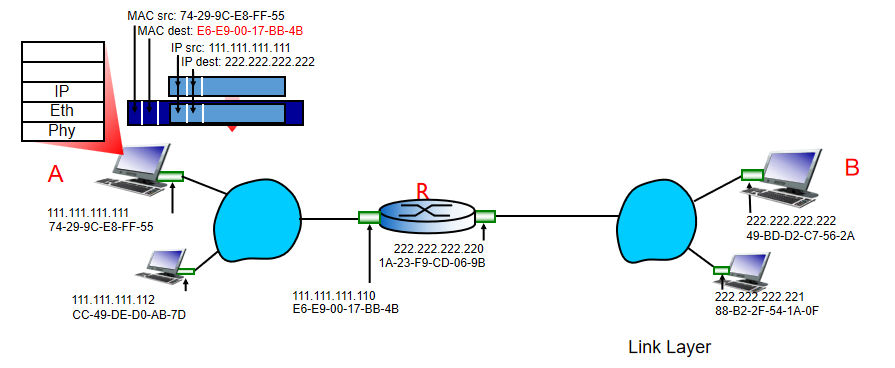 MAC src: 74-29-9C-E8-FF-55
MAC dest: E6-E9-00-17-BB-4B
IP src: 111.111.111.111
IP dest: 222.222.222.222
IP
Eth
Phy
A
111.111.111.111
74-29-9C-E8-FF-55
111.111.111.112
CC-49-DE-D0-AB-7D
R
222.222.222.220
1A-23-F9-CD-06-9B
111.111.111.110
E6-E9-00-17-BB-4B
B
222.222.222.222
49-BD-D2-C7-56-2A
222.222.222.221
88-B2-2F-54-1A-0F
Link Layer